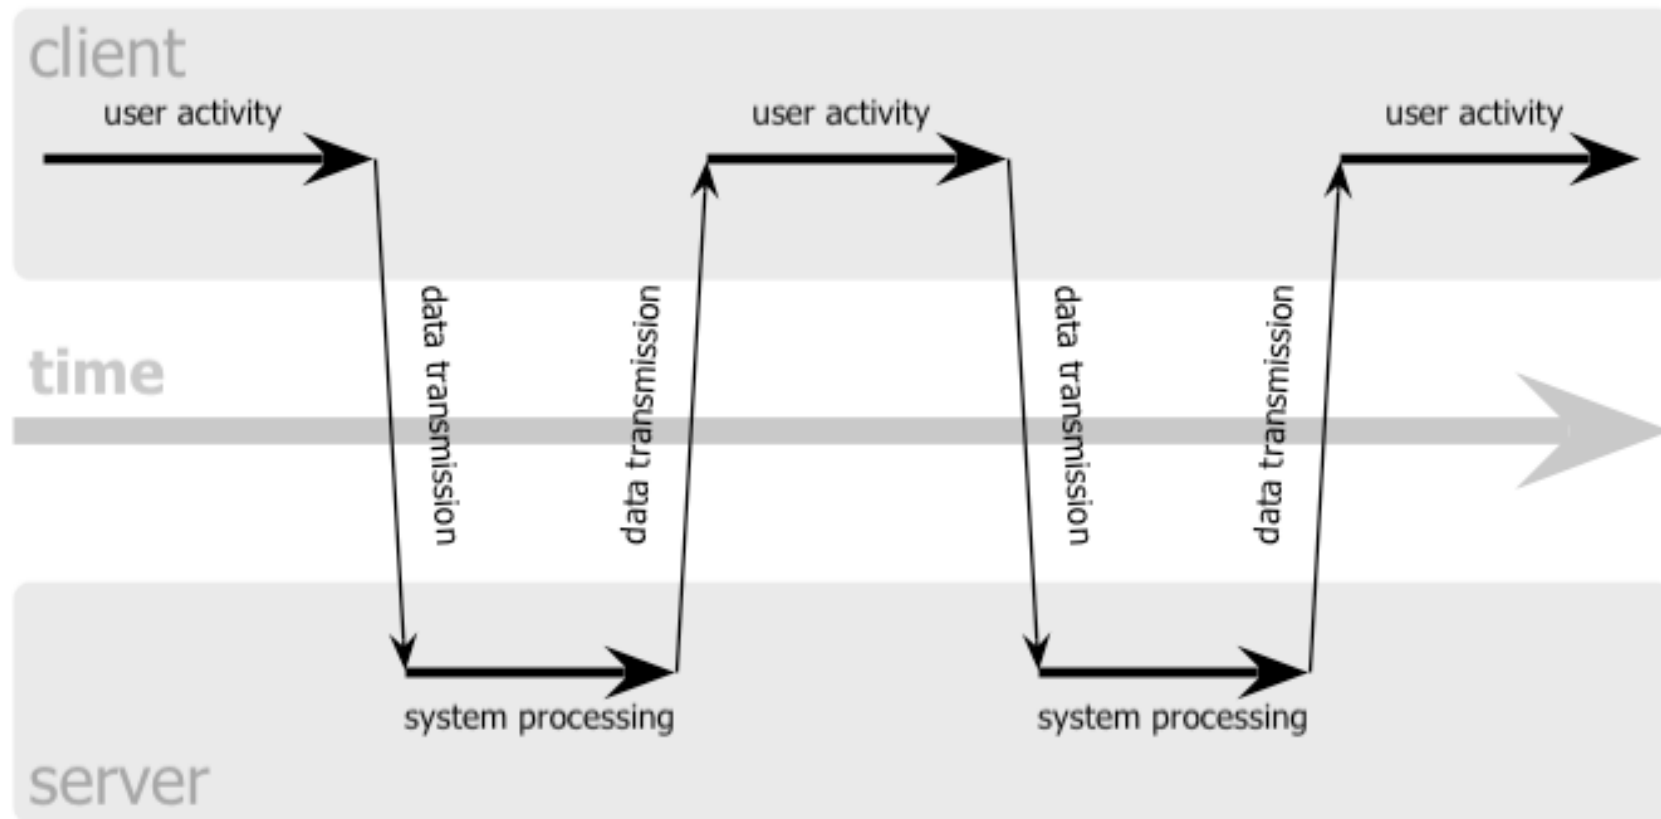 client
user activity
user activity
user activity
data transmission
data transmission
data transmission
data transmission
time
system processing
system processing
server